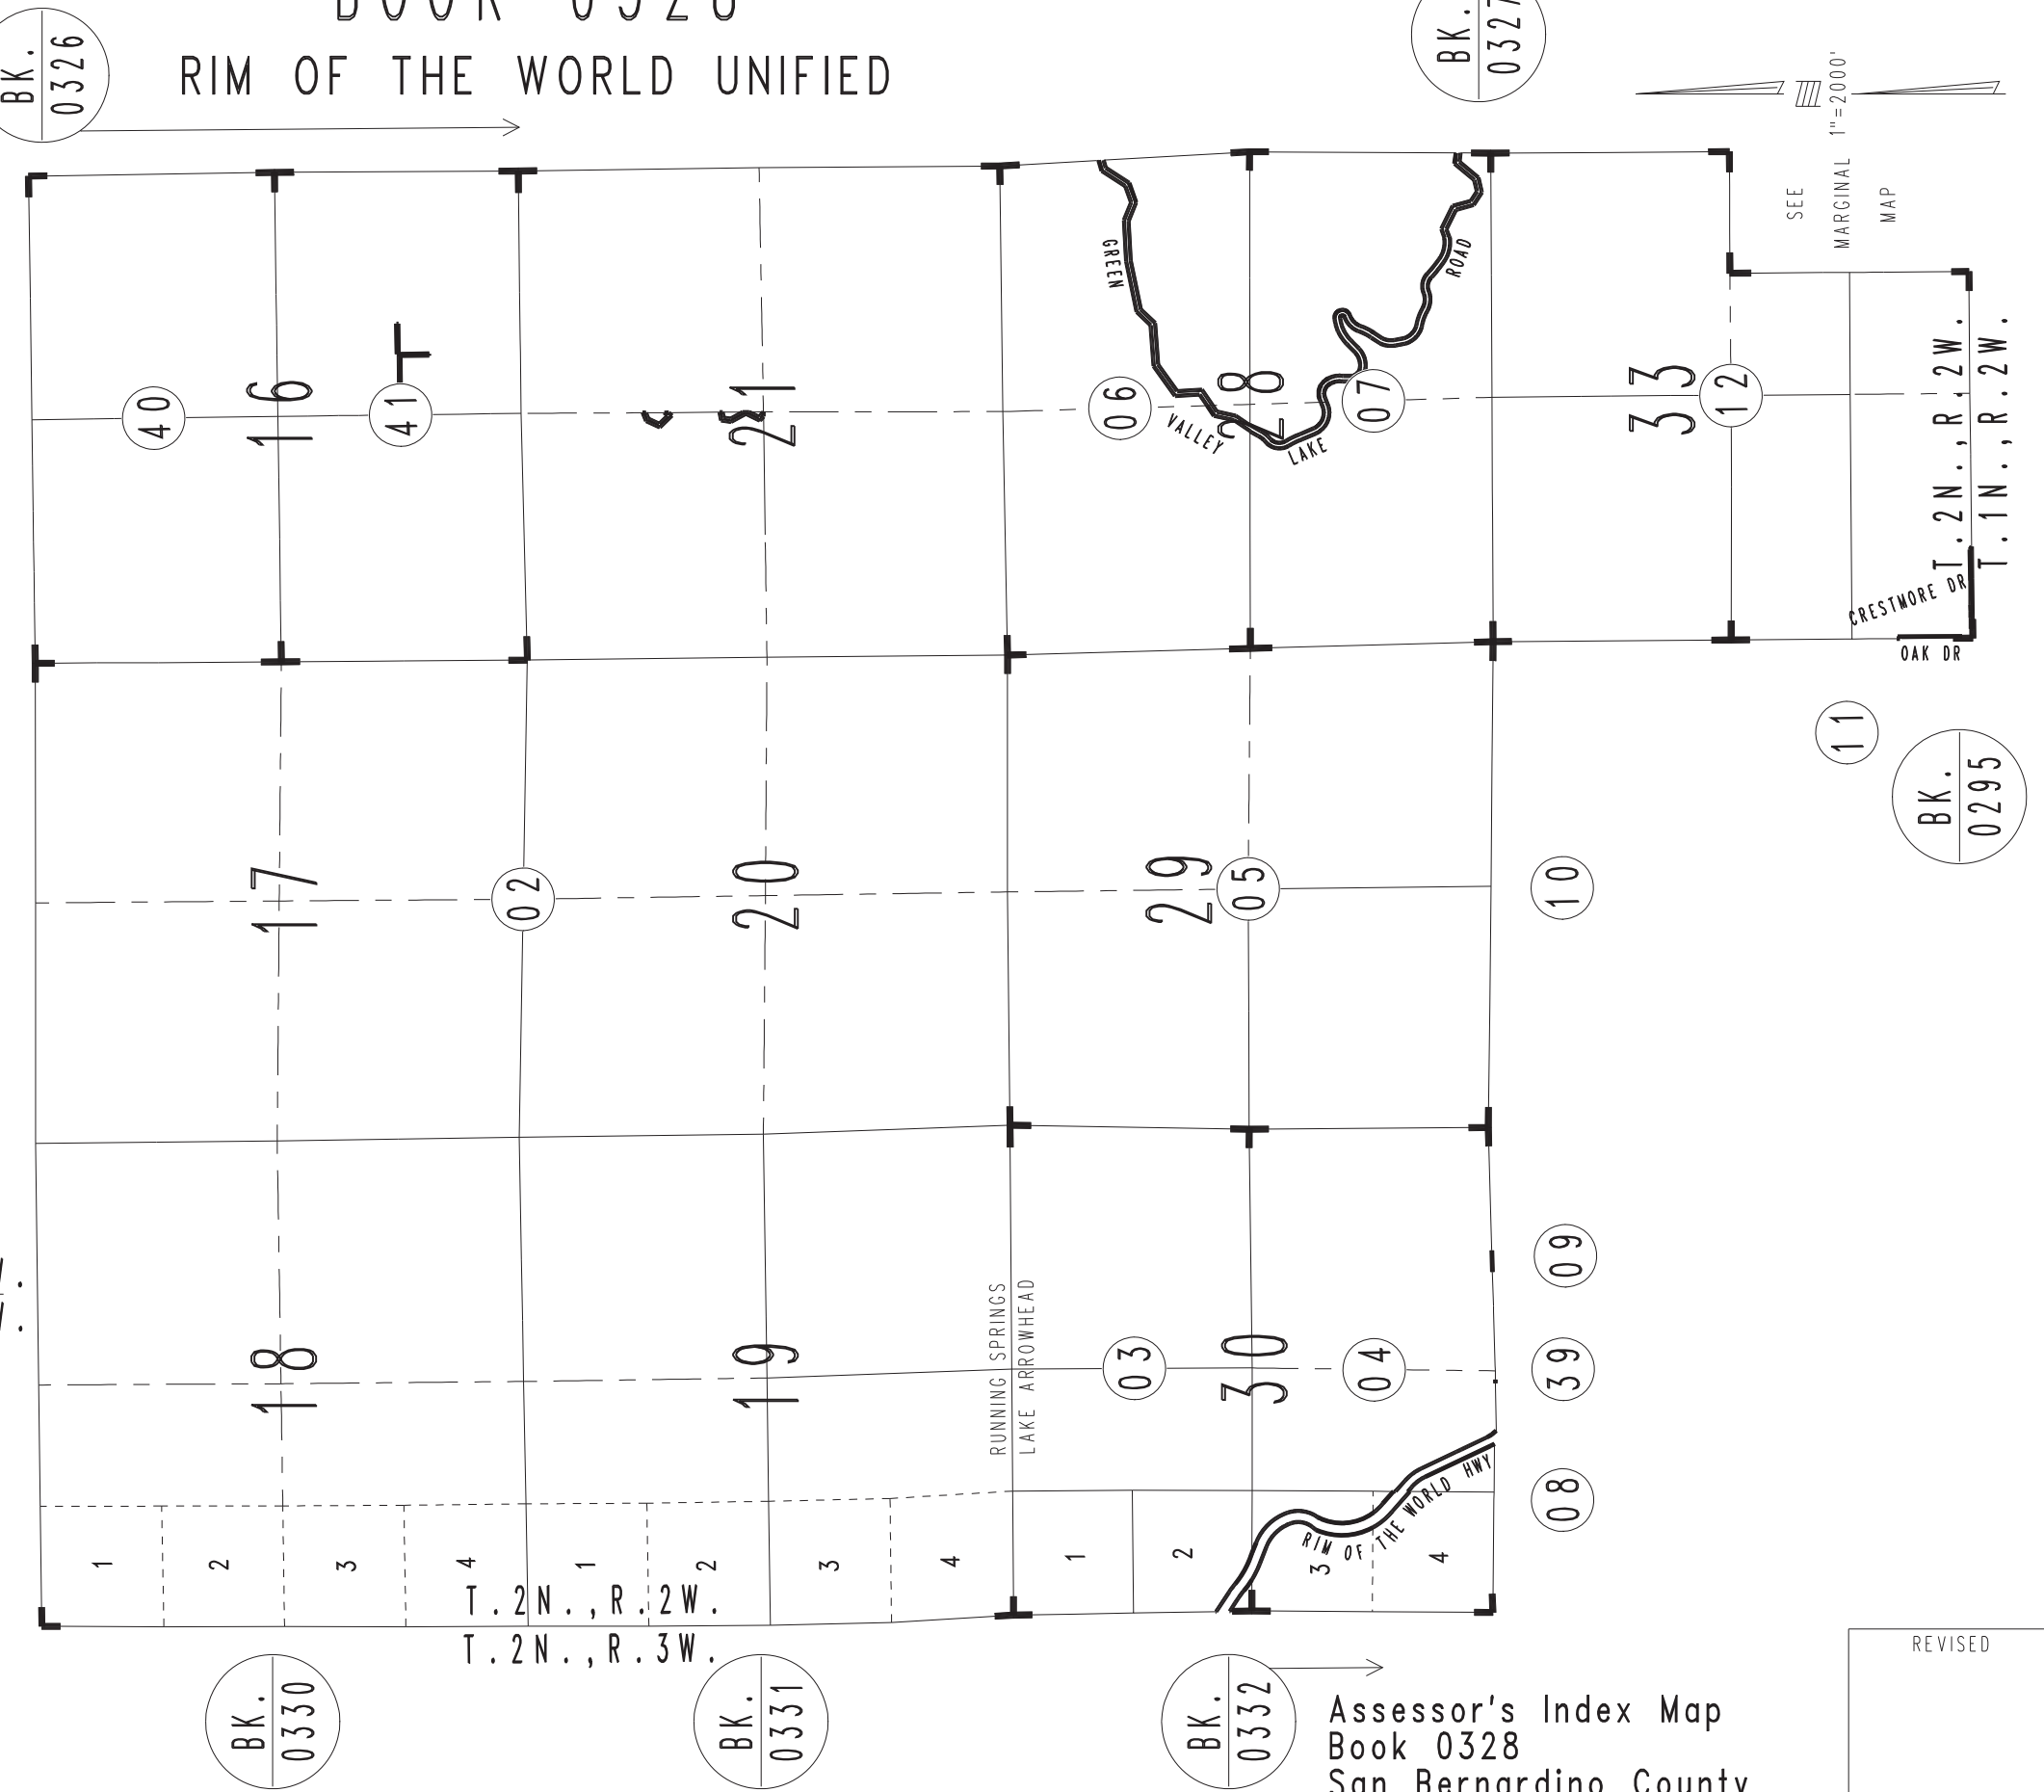 BOOK 0328
RIM OF THE WORLD UNIFIED
BK.
0326
BK.
0327
1"=2000'
SEE
MARGINAL
MAP
GREEN
VALLEY
LAKE
ROAD
40
16
41
21
06
28
07
33
12
T.2N.,R.2W.
T.1N.,R.2W.
CRESTMORE DR
OAK DR
11
BK.
0295
17
02
20
29
05
10
09
18
19
RUNNING SPRINGS
LAKE ARROWHEAD
03
30
04
39
08
RIM OF THE WORLD HWY
1
2
3
4
1
2
3
4
1
2
3
4
T.2N.,R.2W.
T.2N.,R.3W.
BK.
0330
BK.
0331
BK.
0332
REVISED
Assessor's Index Map
Book 0328
San Bernardino County